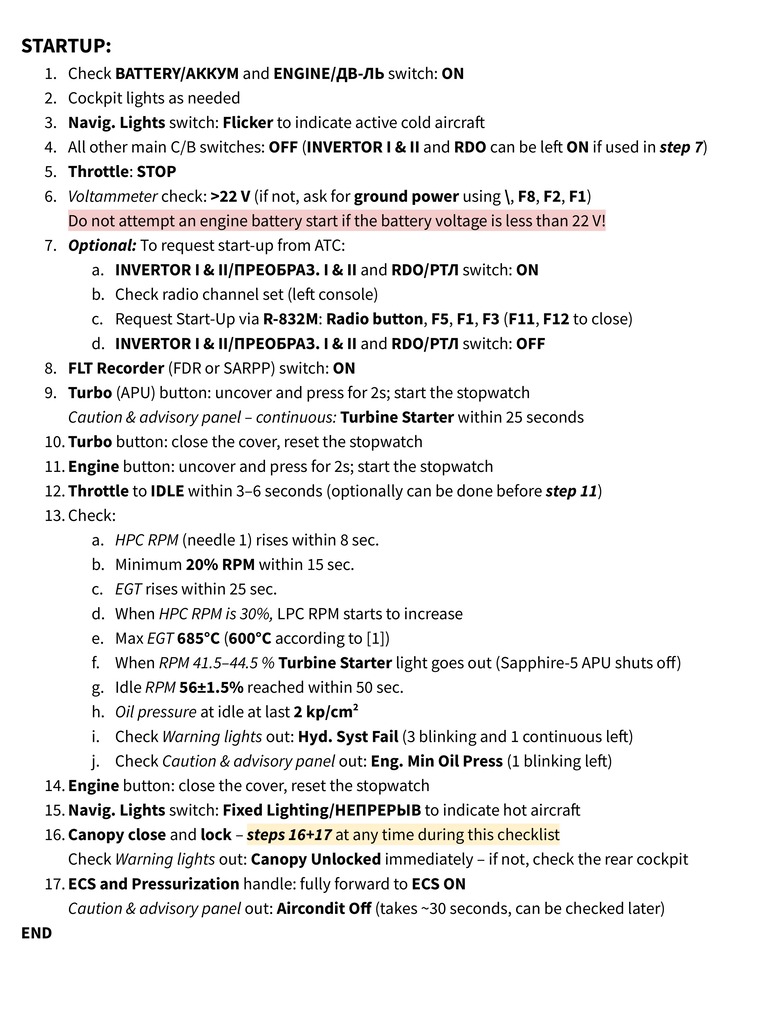 STARTUP:
1. Check BATTERY/АККУМ and ENGINE/ДВ-ЛЬ switch: ON
2. Cockpit lights as needed
3. Navig. Lights switch: Flicker to indicate active cold aircraft
4. All other main C/B switches: OFF (INVERTOR I & II and RDO can be left ON if used in step 7)
5. Throttle: STOP
6. Voltammeter check: >22 V (if not, ask for ground power using \, F8, F2, F1)
Do not attempt an engine battery start if the battery voltage is less than 22 V!
7. Optional: To request start-up from ATC:
a. INVERTOR I & II/ПРЕОБРАЗ. I & II and RDO/РТЛ switch: ON
b. Check radio channel set (left console)
c. Request Start-Up via R-832M: Radio button, F5, F1, F3 (F11, F12 to close)
d. INVERTOR I & II/ПРЕОБРАЗ. I & II and RDO/РТЛ switch: OFF
8. FLT Recorder (FDR or SARPP) switch: ON
9. Turbo (APU) button: uncover and press for 2s; start the stopwatch
Caution & advisory panel – continuous: Turbine Starter within 25 seconds
10. Turbo button: close the cover, reset the stopwatch
11. Engine button: uncover and press for 2s; start the stopwatch
12. Throttle to IDLE within 3–6 seconds (optionally can be done before step 11)
13. Check:
a. HPC RPM (needle 1) rises within 8 sec.
b. Minimum 20% RPM within 15 sec.
c. EGT rises within 25 sec.
d. When HPC RPM is 30%, LPC RPM starts to increase
e. Max EGT 685°C (600°C according to [1])
f. When RPM 41.5–44.5 % Turbine Starter light goes out (Sapphire-5 APU shuts off)
g. Idle RPM 56±1.5% reached within 50 sec.
h. Oil pressure at idle at last 2 kp/cm²
i. Check Warning lights out: Hyd. Syst Fail (3 blinking and 1 continuous left)
j. Check Caution & advisory panel out: Eng. Min Oil Press (1 blinking left)
14. Engine button: close the cover, reset the stopwatch
15. Navig. Lights switch: Fixed Lighting/НЕПРЕРЫВ to indicate hot aircraft
16. Canopy close and lock – steps 16+17 at any time during this checklist
Check Warning lights out: Canopy Unlocked immediately – if not, check the rear cockpit
17. ECS and Pressurization handle: fully forward to ECS ON
Caution & advisory panel out: Aircondit Off (takes ~30 seconds, can be checked later)
END